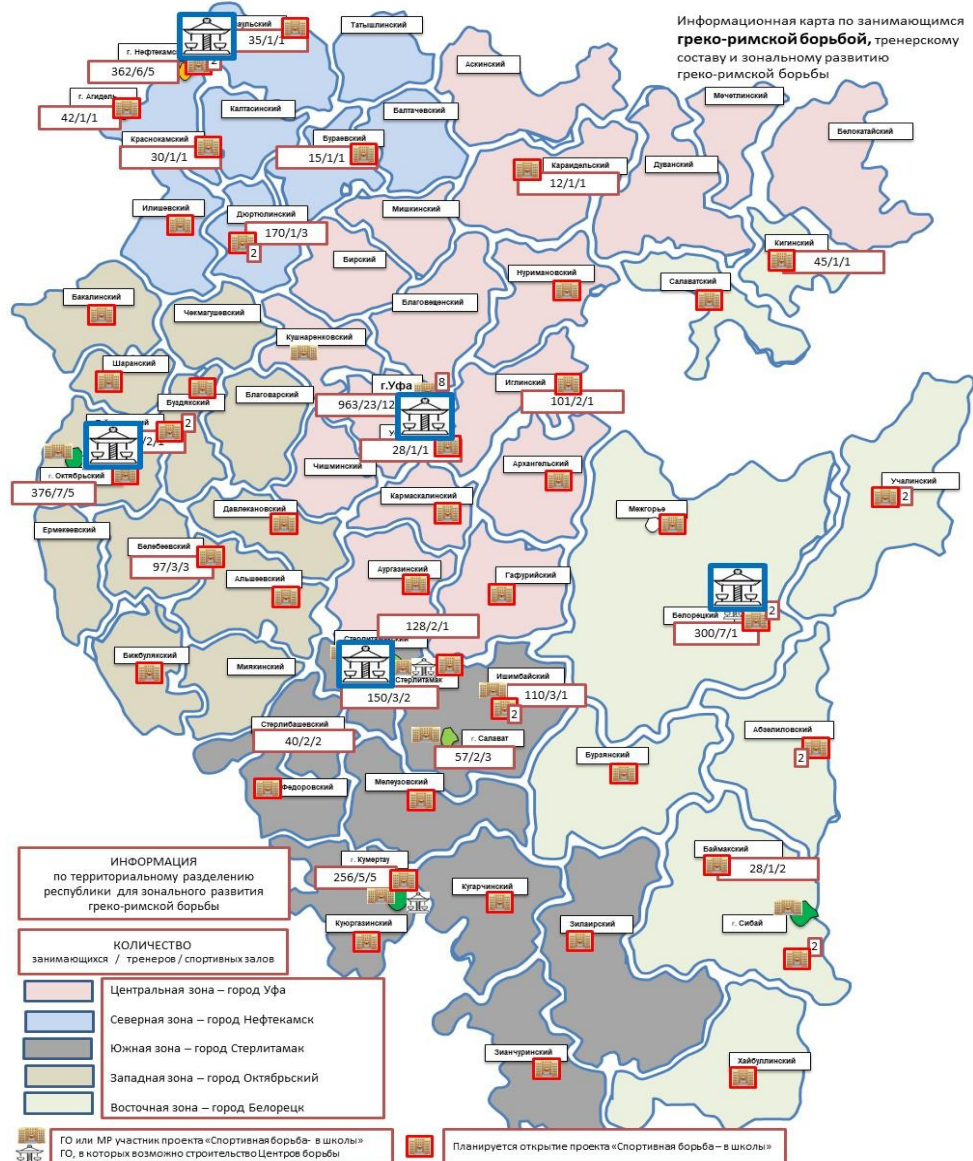 Информационная карта по занимающимся
греко-римской борьбой, тренерскому
составу и зональному развитию
греко-римской борьбы
Татышлинский
35/1/1
г. Нефтекамск
362/6/5
2
Аскинский
г. Агидель
42/1/1
Калтасинский
Балтачевский
Мечетлинский
Белокатайский
Краснокамский
30/1/1
Бураевский
15/1/1
Караидельский
12/1/1
Дуванский
Илишевский
Дюртюлинский
170/1/3
2
Мишкинский
Бирский
Нуримановский
Кигинский
45/1/1
Салаватский
Бакалинский
Чекмагушевский
Благовещенский
Кушнаренковский
Шаранский
Буздякский
Благоварский
г.Уфа
8
963/23/12
28/1/1
Иглинский
101/2/1
2
г. Октябрьский
376/7/5
Чишминский
Архангельский
Кармаскалинский
Учалинский
2
Ермекеевский
Давлекановский
Межгорье
Белебеевский
97/3/3
Альшеевский
Аургазинский
Гафурийский
Белорецкий
2
300/7/1
128/2/1
Бижбулякский
Миякинский
Стерлитамак
150/3/2
Ишимбайский
110/3/1
2
Стерлибашевский
40/2/2
г. Салават
57/2/3
Абзелиловский
2
Бурзянский
Федоровский
Мелеузовский
ИНФОРМАЦИЯ
по территориальному разделению
республики для зонального развития
греко-римской борьбы
г. Кумертау
256/5/5
Кугарчинский
Баймакский
28/1/2
Куюргазинский
Зилаирский
г. Сибай
2
КОЛИЧЕСТВО
занимающихся / тренеров / спортивных залов
Центральная зона – город Уфа
Северная зона – город Нефтекамск
Южная зона – город Стерлитамак
Западная зона – город Октябрьский
Восточная зона – город Белорецк
Зианчуринский
Хайбуллинский
ГО или МР участник проекта «Спортивная борьба- в школы»
ГО, в которых возможно строительство Центров борьбы
Планируется открытие проекта «Спортивная борьба – в школы»